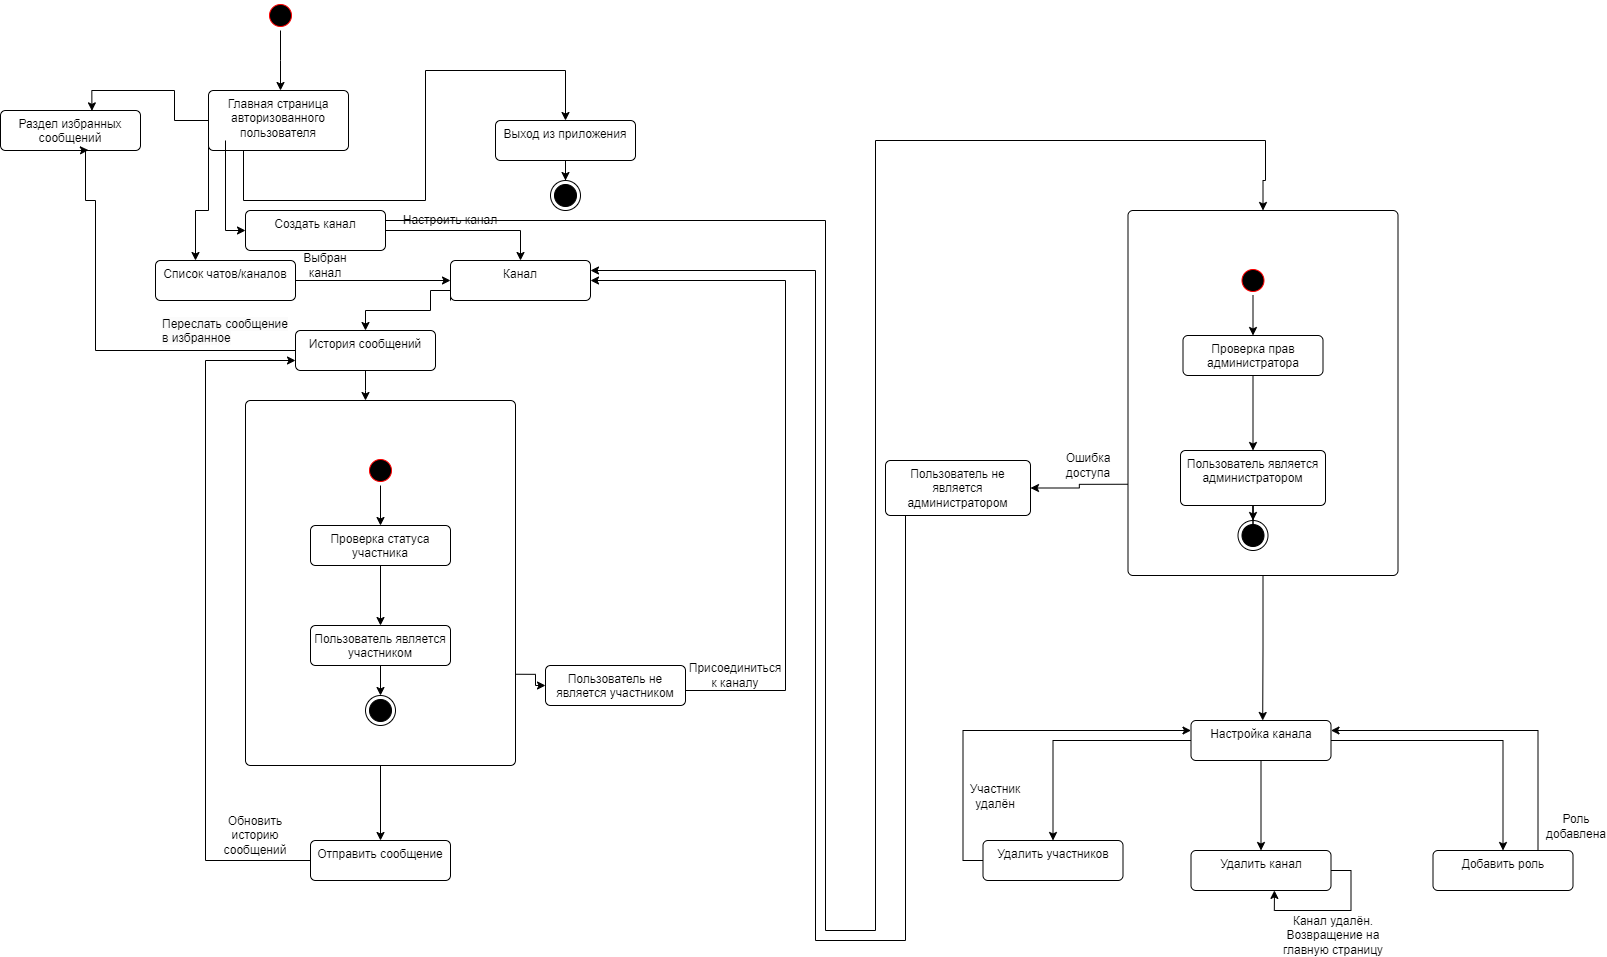 Главная страница
авторизованного
пользователя
Раздел избранных
сообщений
Выход из приложения
Создать канал
Настроить канал
Список чатов/каналов
Выбран
канал
Канал
Переслать сообщение
в избранное
История сообщений
Проверка статуса
участника
Пользователь является
участником
Пользователь не
является участником
Присоединиться
к каналу
Обновить
историю
сообщений
Отправить сообщение
Проверка прав
администратора
Пользователь является
администратором
Ошибка
доступа
Пользователь не
является
администратором
Настройка канала
Участник
удалён
Роль
добавлена
Удалить участников
Удалить канал
Добавить роль
Канал удалён.
Возвращение на
главную страницу